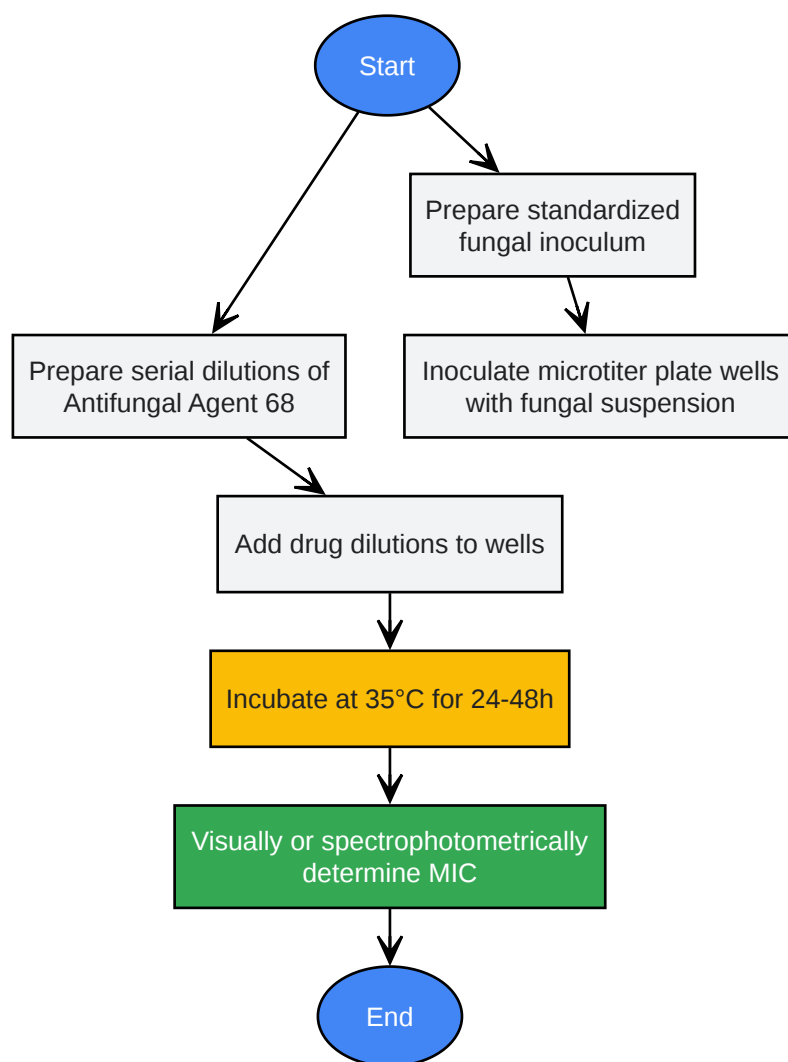 Start
Prepare standardized
fungal inoculum
Prepare serial dilutions of
Antifungal Agent 68
Inoculate microtiter plate wells
with fungal suspension
Add drug dilutions to wells
Incubate at 35°C for 24-48h
Visually or spectrophotometrically
determine MIC
End